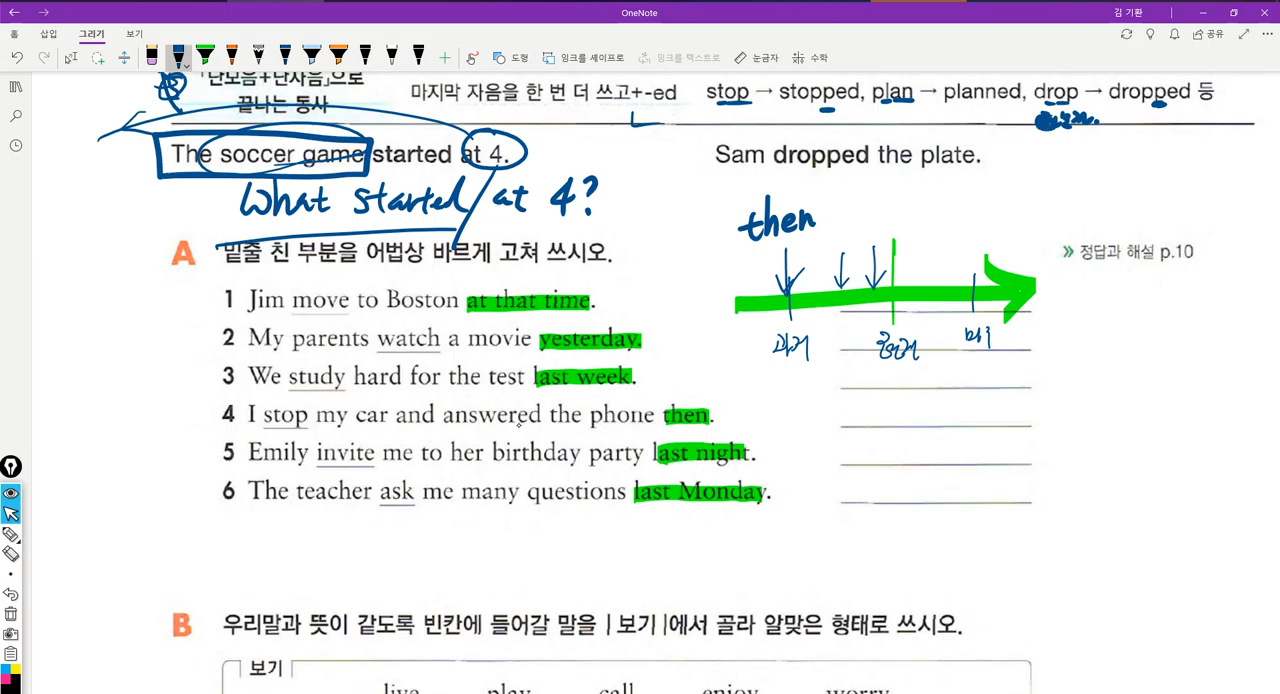 OneNote
김 기환
홈 삽입 그리기 보기
공유
도형 잉크를 셰이프로 잉크를 텍스트로 눈금자 수학
「단모음+단자음」으로
끝나는 동사
마지막 자음을 한 번 더 쓰고+-ed
stop → stopped, plan → planned, drop → dropped 등
The soccer game started at 4.
Sam dropped the plate.
What started at 4?
then
A 밑줄 친 부분을 어법상 바르게 고쳐 쓰시오.
» 정답과 해설 p.10
1 Jim move to Boston at that time.
2 My parents watch a movie yesterday.
과거 현재 미래
3 We study hard for the test last week.
4 I stop my car and answered the phone then.
5 Emily invite me to her birthday party last night.
6 The teacher ask me many questions last Monday.
B 우리말과 뜻이 같도록 빈칸에 들어갈 말을 |보기|에서 골라 알맞은 형태로 쓰시오.
보기
live play call enjoy worry